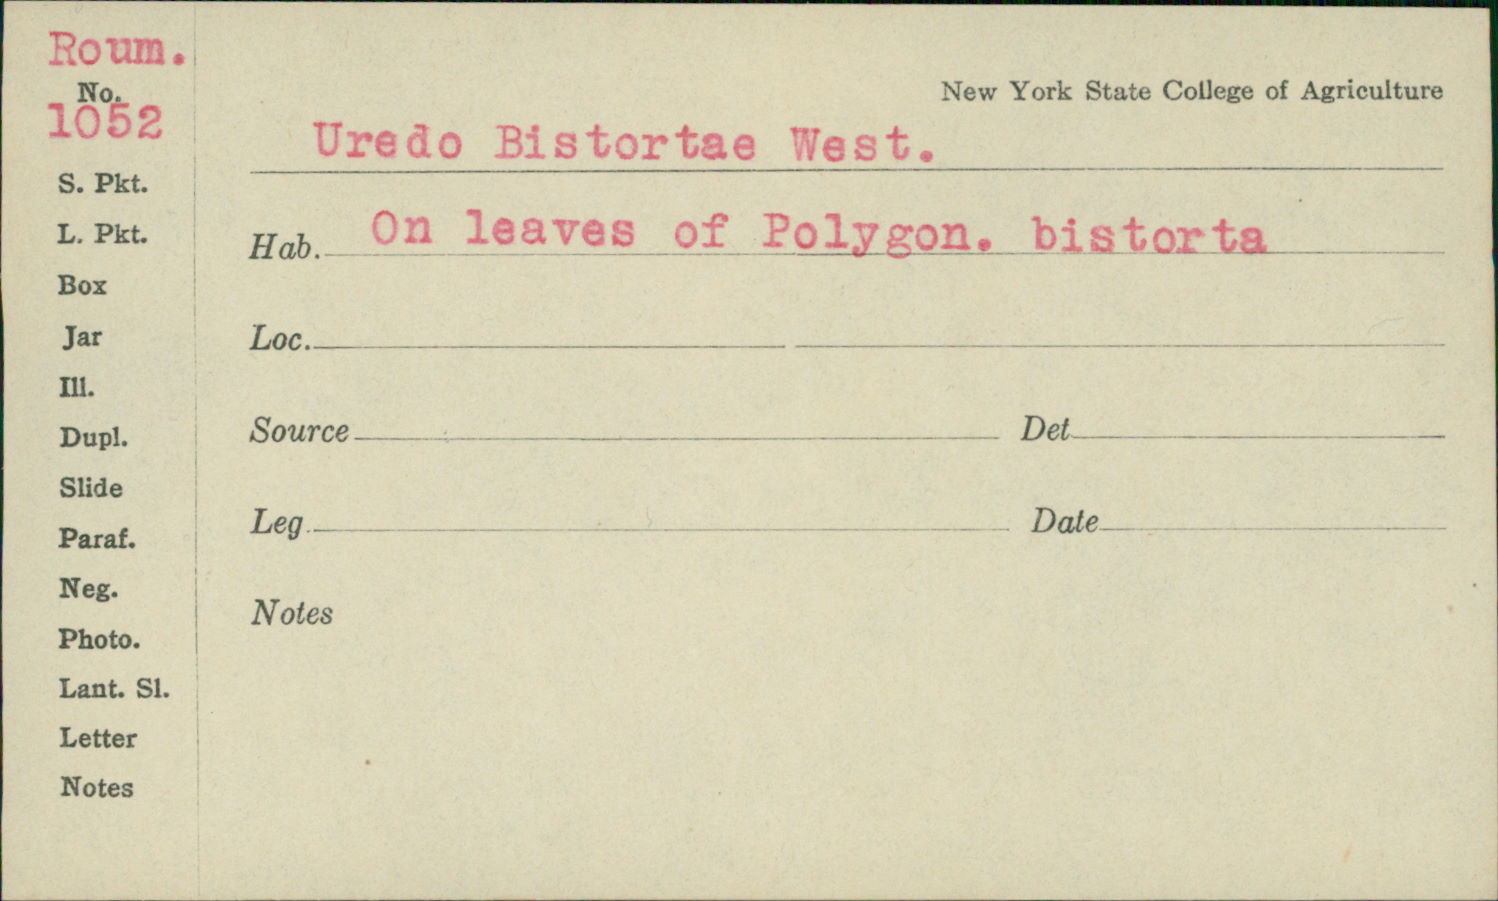 Roum.
No.
1052
New York State College of Agriculture
Uredo Bistortae West.
S. Pkt.
L. Pkt.
Hab. On leaves of Polygon. bistorta
Box
Jar
Loc.
Ill.
Dupl.
Source Det
Slide
Leg. Date
Paraf.
Neg.
Notes
Photo.
Lant. Sl.
Letter
Notes